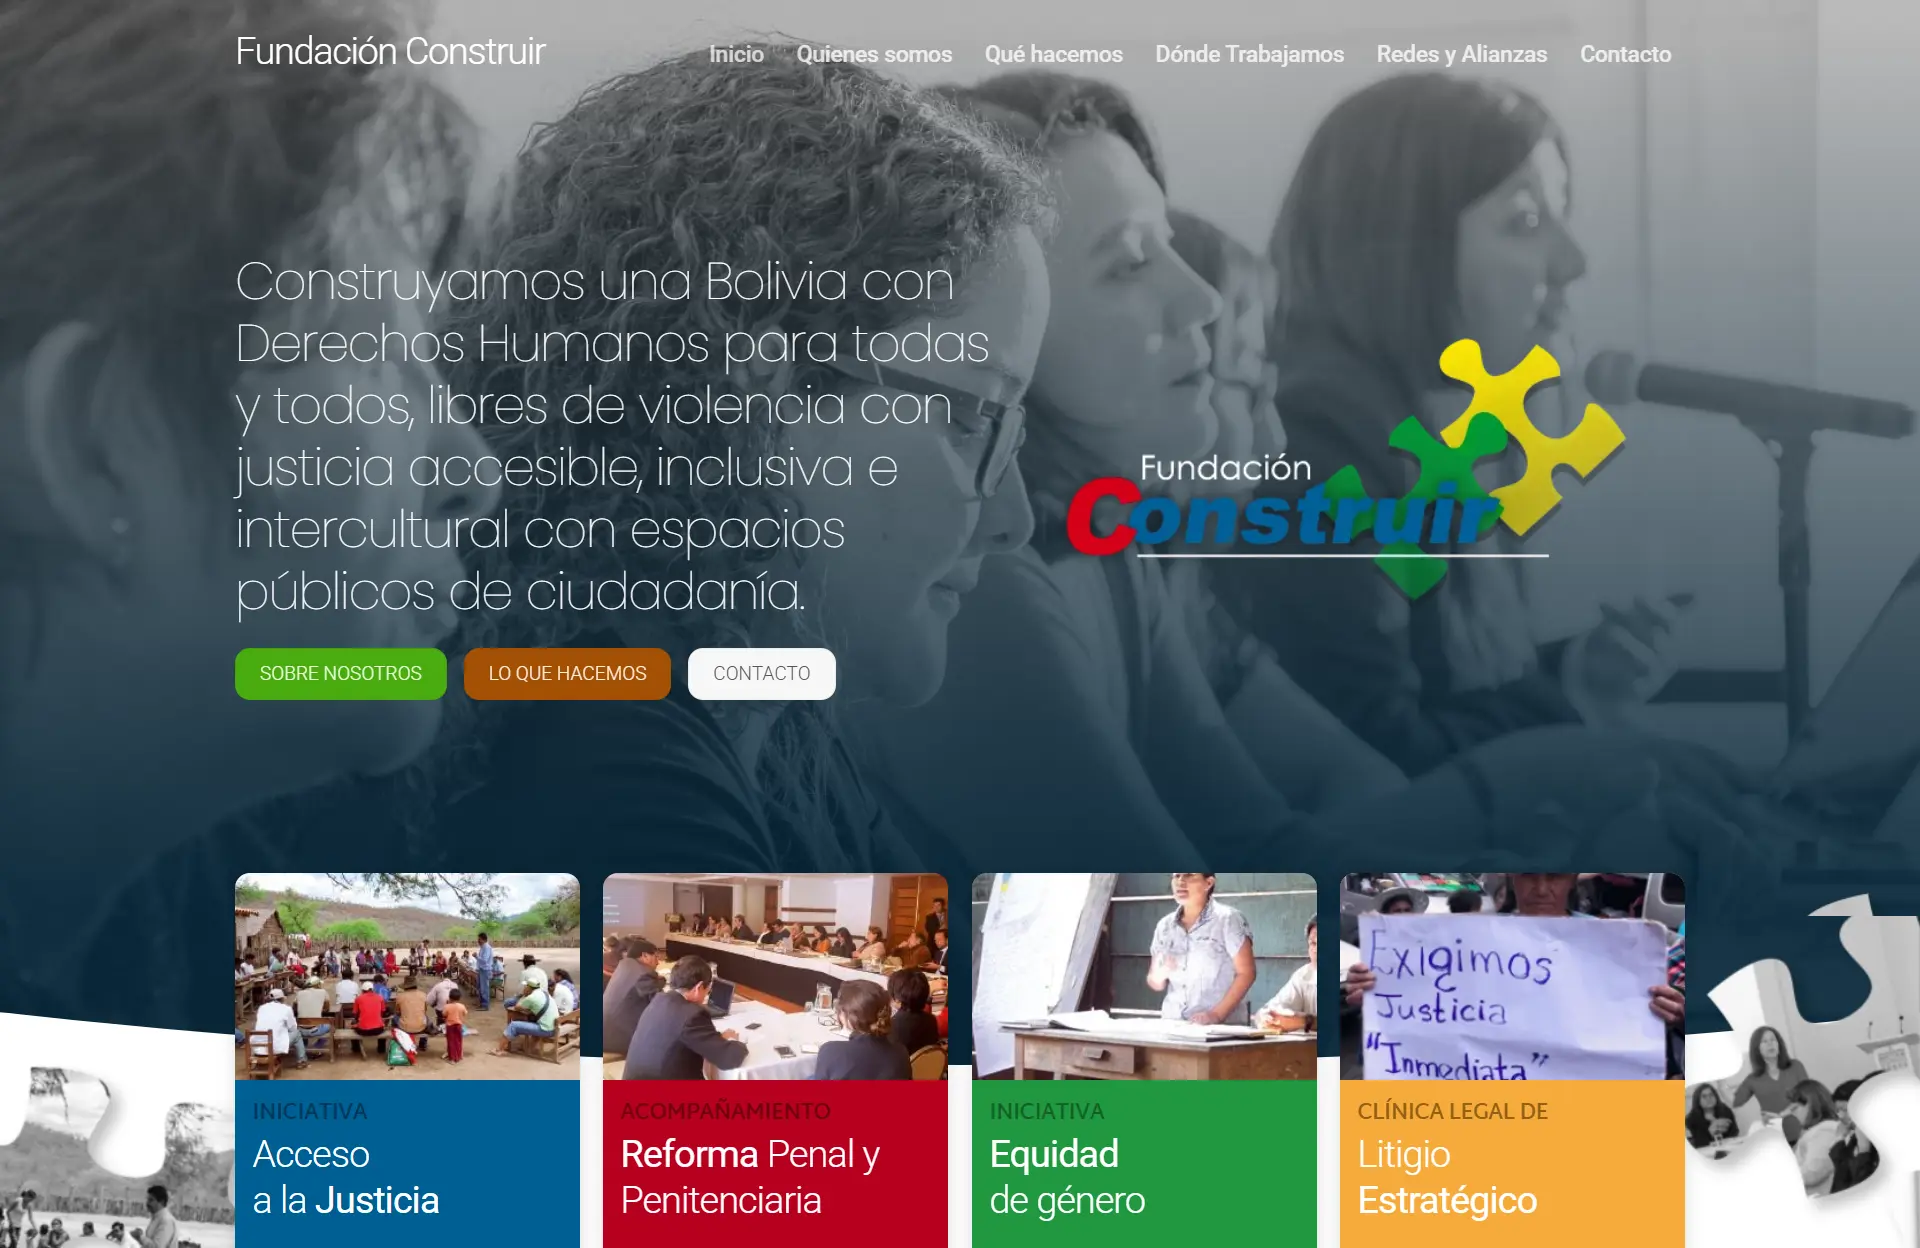 Fundación Construir
Inicio Quienes somos Qué hacemos Dónde Trabajamos Redes y Alianzas Contacto
Construyamos una Bolivia con
Derechos Humanos para todas
y todos, libres de violencia con
justicia accesible, inclusiva e
intercultural con espacios
públicos de ciudadanía.
Fundación
Construir
SOBRE NOSOTROS LO QUE HACEMOS CONTACTO
Exigimos
Justicia
"Inmediata"
INICIATIVA
Acceso
a la Justicia
ACOMPAÑAMIENTO
Reforma Penal y
Penitenciaria
INICIATIVA
Equidad
de género
CLÍNICA LEGAL DE
Litigio
Estratégico